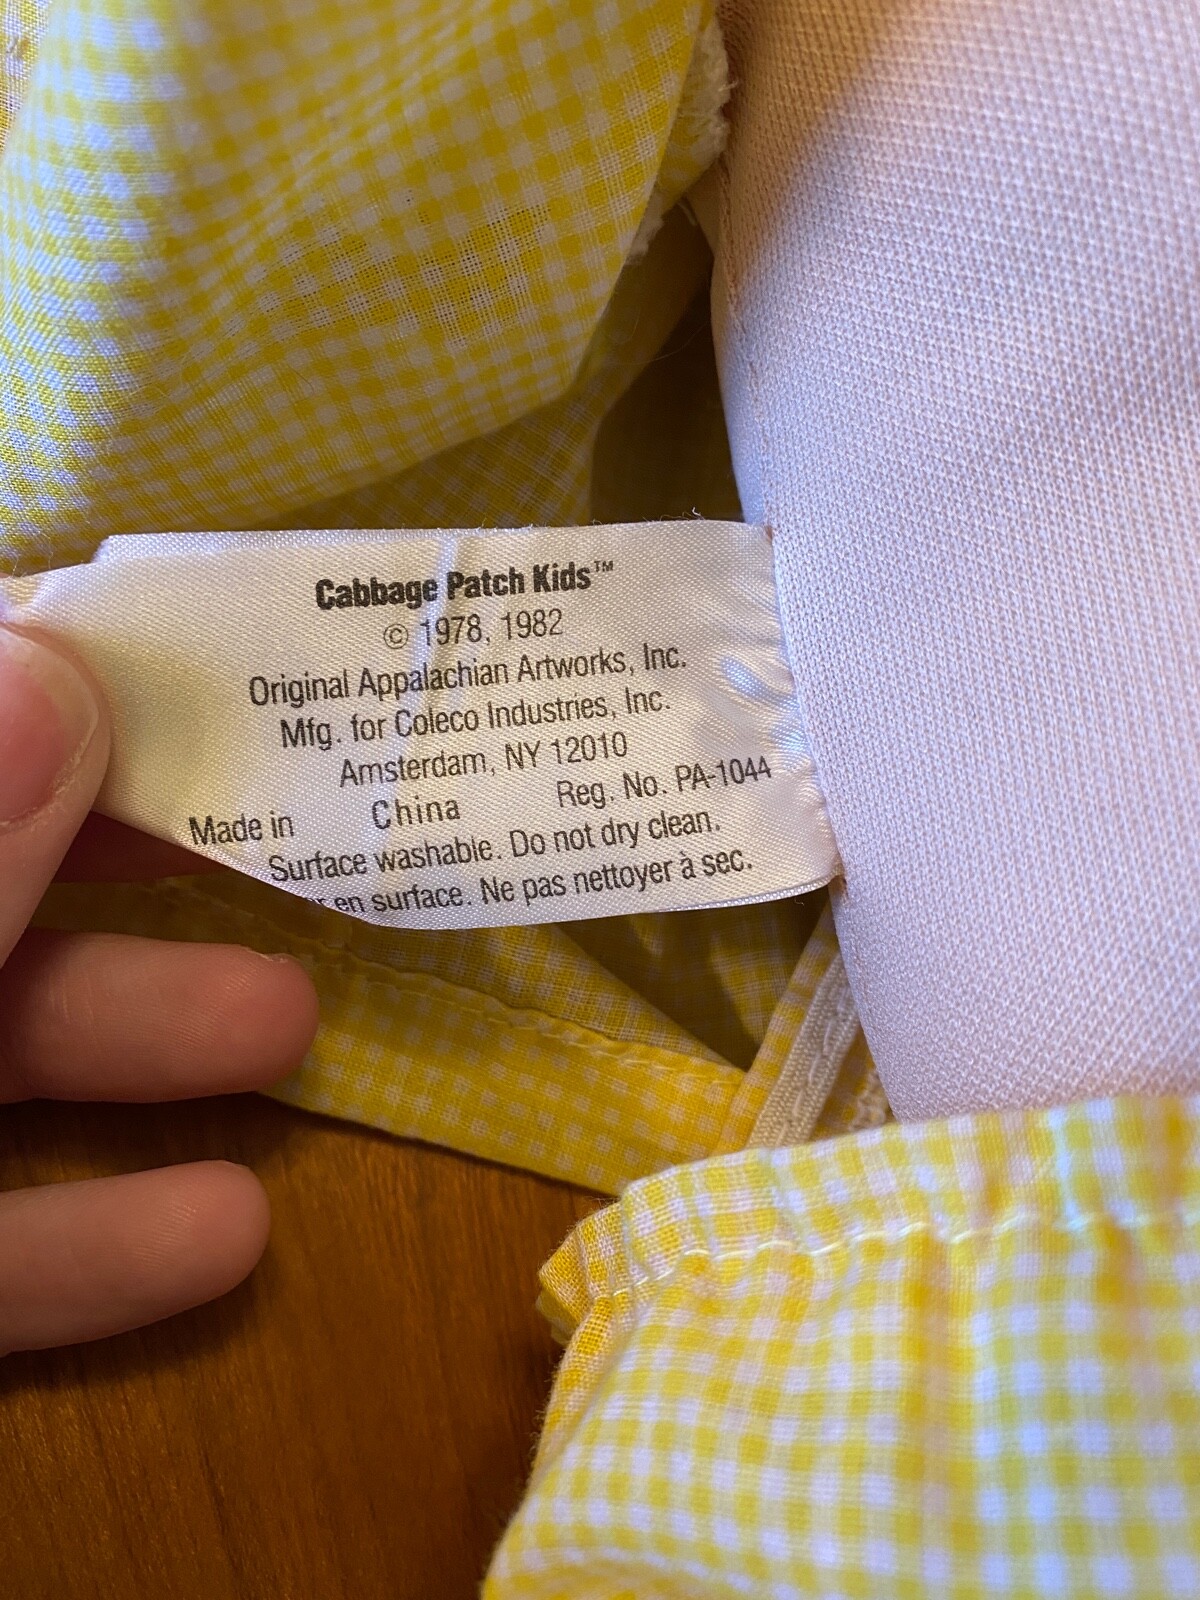 Cabbage Patch Kids™
© 1978, 1982
Original Appalachian Artworks, Inc.
Mfg. for Coleco Industries, Inc.
Amsterdam, NY 12010
Made in China Reg. No. PA-1044
Surface washable. Do not dry clean.
en surface. Ne pas nettoyer à sec.